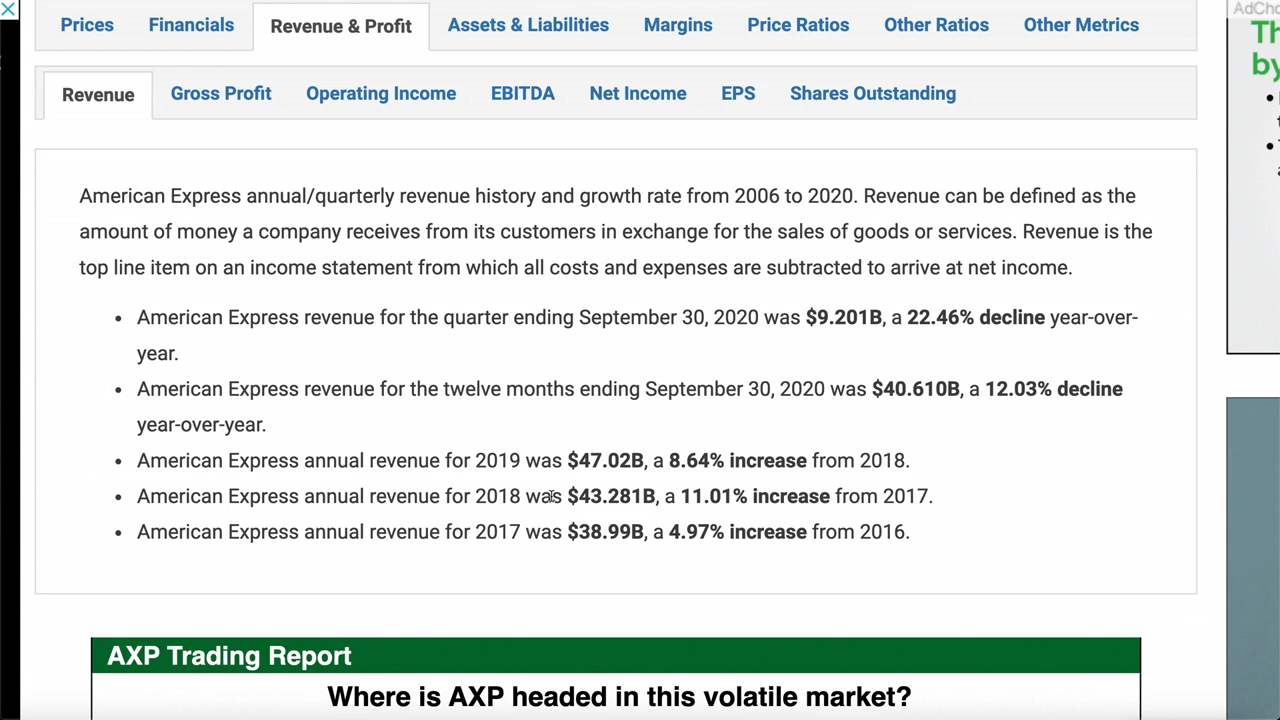 AdCho
Prices Financials Revenue & Profit Assets & Liabilities Margins Price Ratios Other Ratios Other Metrics
Th
by
Revenue Gross Profit Operating Income EBITDA Net Income EPS Shares Outstanding
American Express annual/quarterly revenue history and growth rate from 2006 to 2020. Revenue can be defined as the
amount of money a company receives from its customers in exchange for the sales of goods or services. Revenue is the
top line item on an income statement from which all costs and expenses are subtracted to arrive at net income.
• American Express revenue for the quarter ending September 30, 2020 was $9.201B, a 22.46% decline year-over-
year.
• American Express revenue for the twelve months ending September 30, 2020 was $40.610B, a 12.03% decline
year-over-year.
• American Express annual revenue for 2019 was $47.02B, a 8.64% increase from 2018.
• American Express annual revenue for 2018 was $43.281B, a 11.01% increase from 2017.
• American Express annual revenue for 2017 was $38.99B, a 4.97% increase from 2016.
AXP Trading Report
Where is AXP headed in this volatile market?